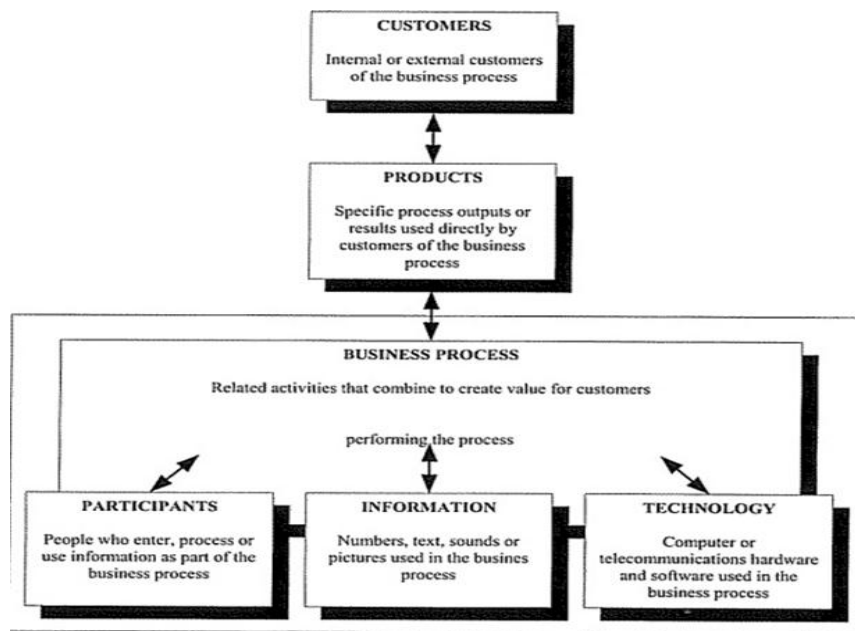 CUSTOMERS
Internal or external customers
of the business process
PRODUCTS
Specific process outputs or
results used directly by
customers of the business
process
BUSINESS PROCESS
Related activities that combine to create value for customers
performing the process
PARTICIPANTS
People who enter, process or
use information as part of the
business process
INFORMATION
Numbers, text, sounds or
pictures used in the busines
process
TECHNOLOGY
Computer or
telecommunications hardware
and software used in the
business process